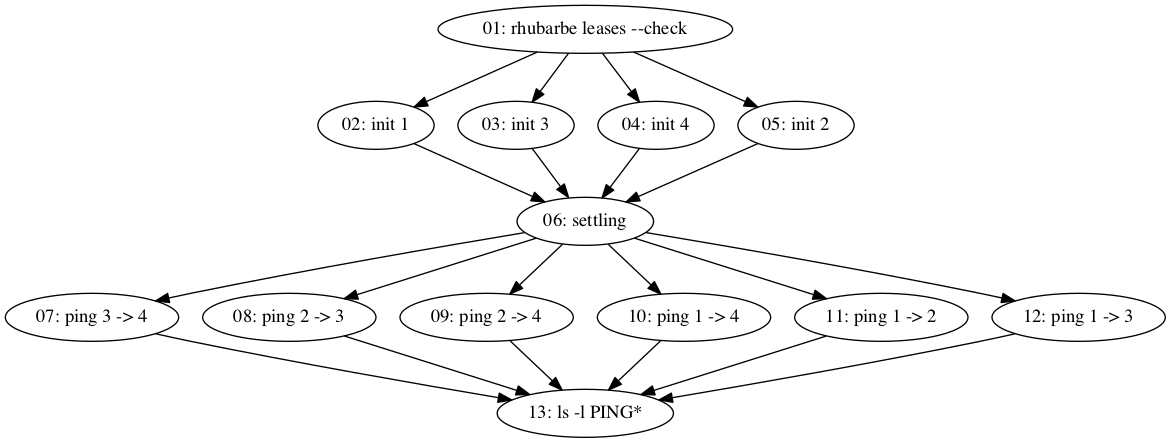 01: rhubarbe leases --check
02: init 1
03: init 3
04: init 4
05: init 2
06: settling
07: ping 3 -> 4
08: ping 2 -> 3
09: ping 2 -> 4
10: ping 1 -> 4
11: ping 1 -> 2
12: ping 1 -> 3
13: ls -l PING*